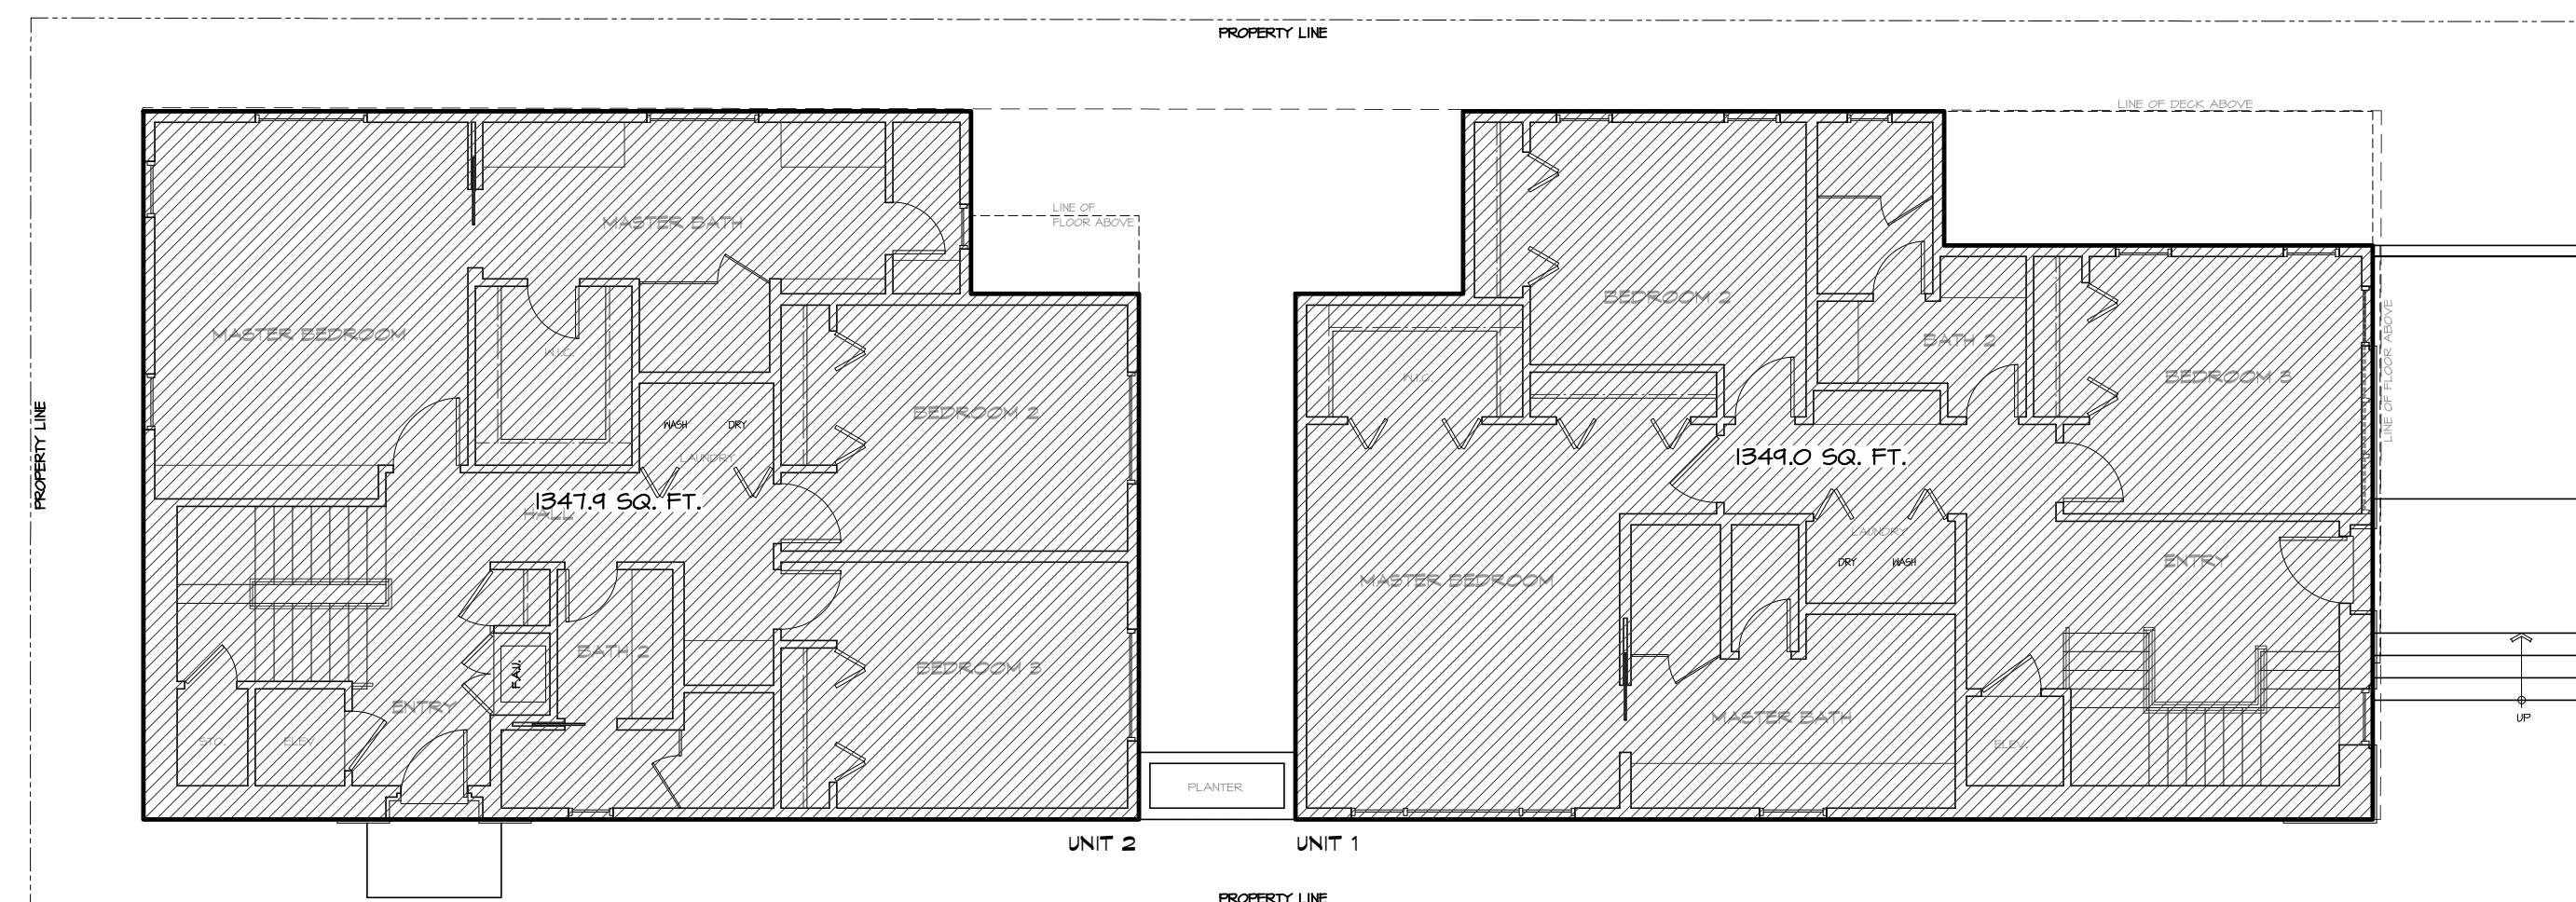 PROPERTY LINE
LINE OF DECK ABOVE
LINE OF
FLOOR ABOVE
MASTER BATH
MASTER BEDROOM
W.I.C.
BEDROOM 2
WASH
DRY
LAUNDRY
1347.9 SQ. FT.
HALL
BATH 2
F.A.U.
BEDROOM 3
ENTRY
STO.
ELEV.
PROPERTY LINE
PLANTER
UNIT 2
BEDROOM 2
BATH 2
W.I.C.
BEDROOM 3
LINE OF FLOOR ABOVE
1349.0 SQ. FT.
LAUNDRY
DRY
WASH
ENTRY
MASTER BEDROOM
MASTER BATH
ELEV.
UP
UNIT 1
PROPERTY LINE